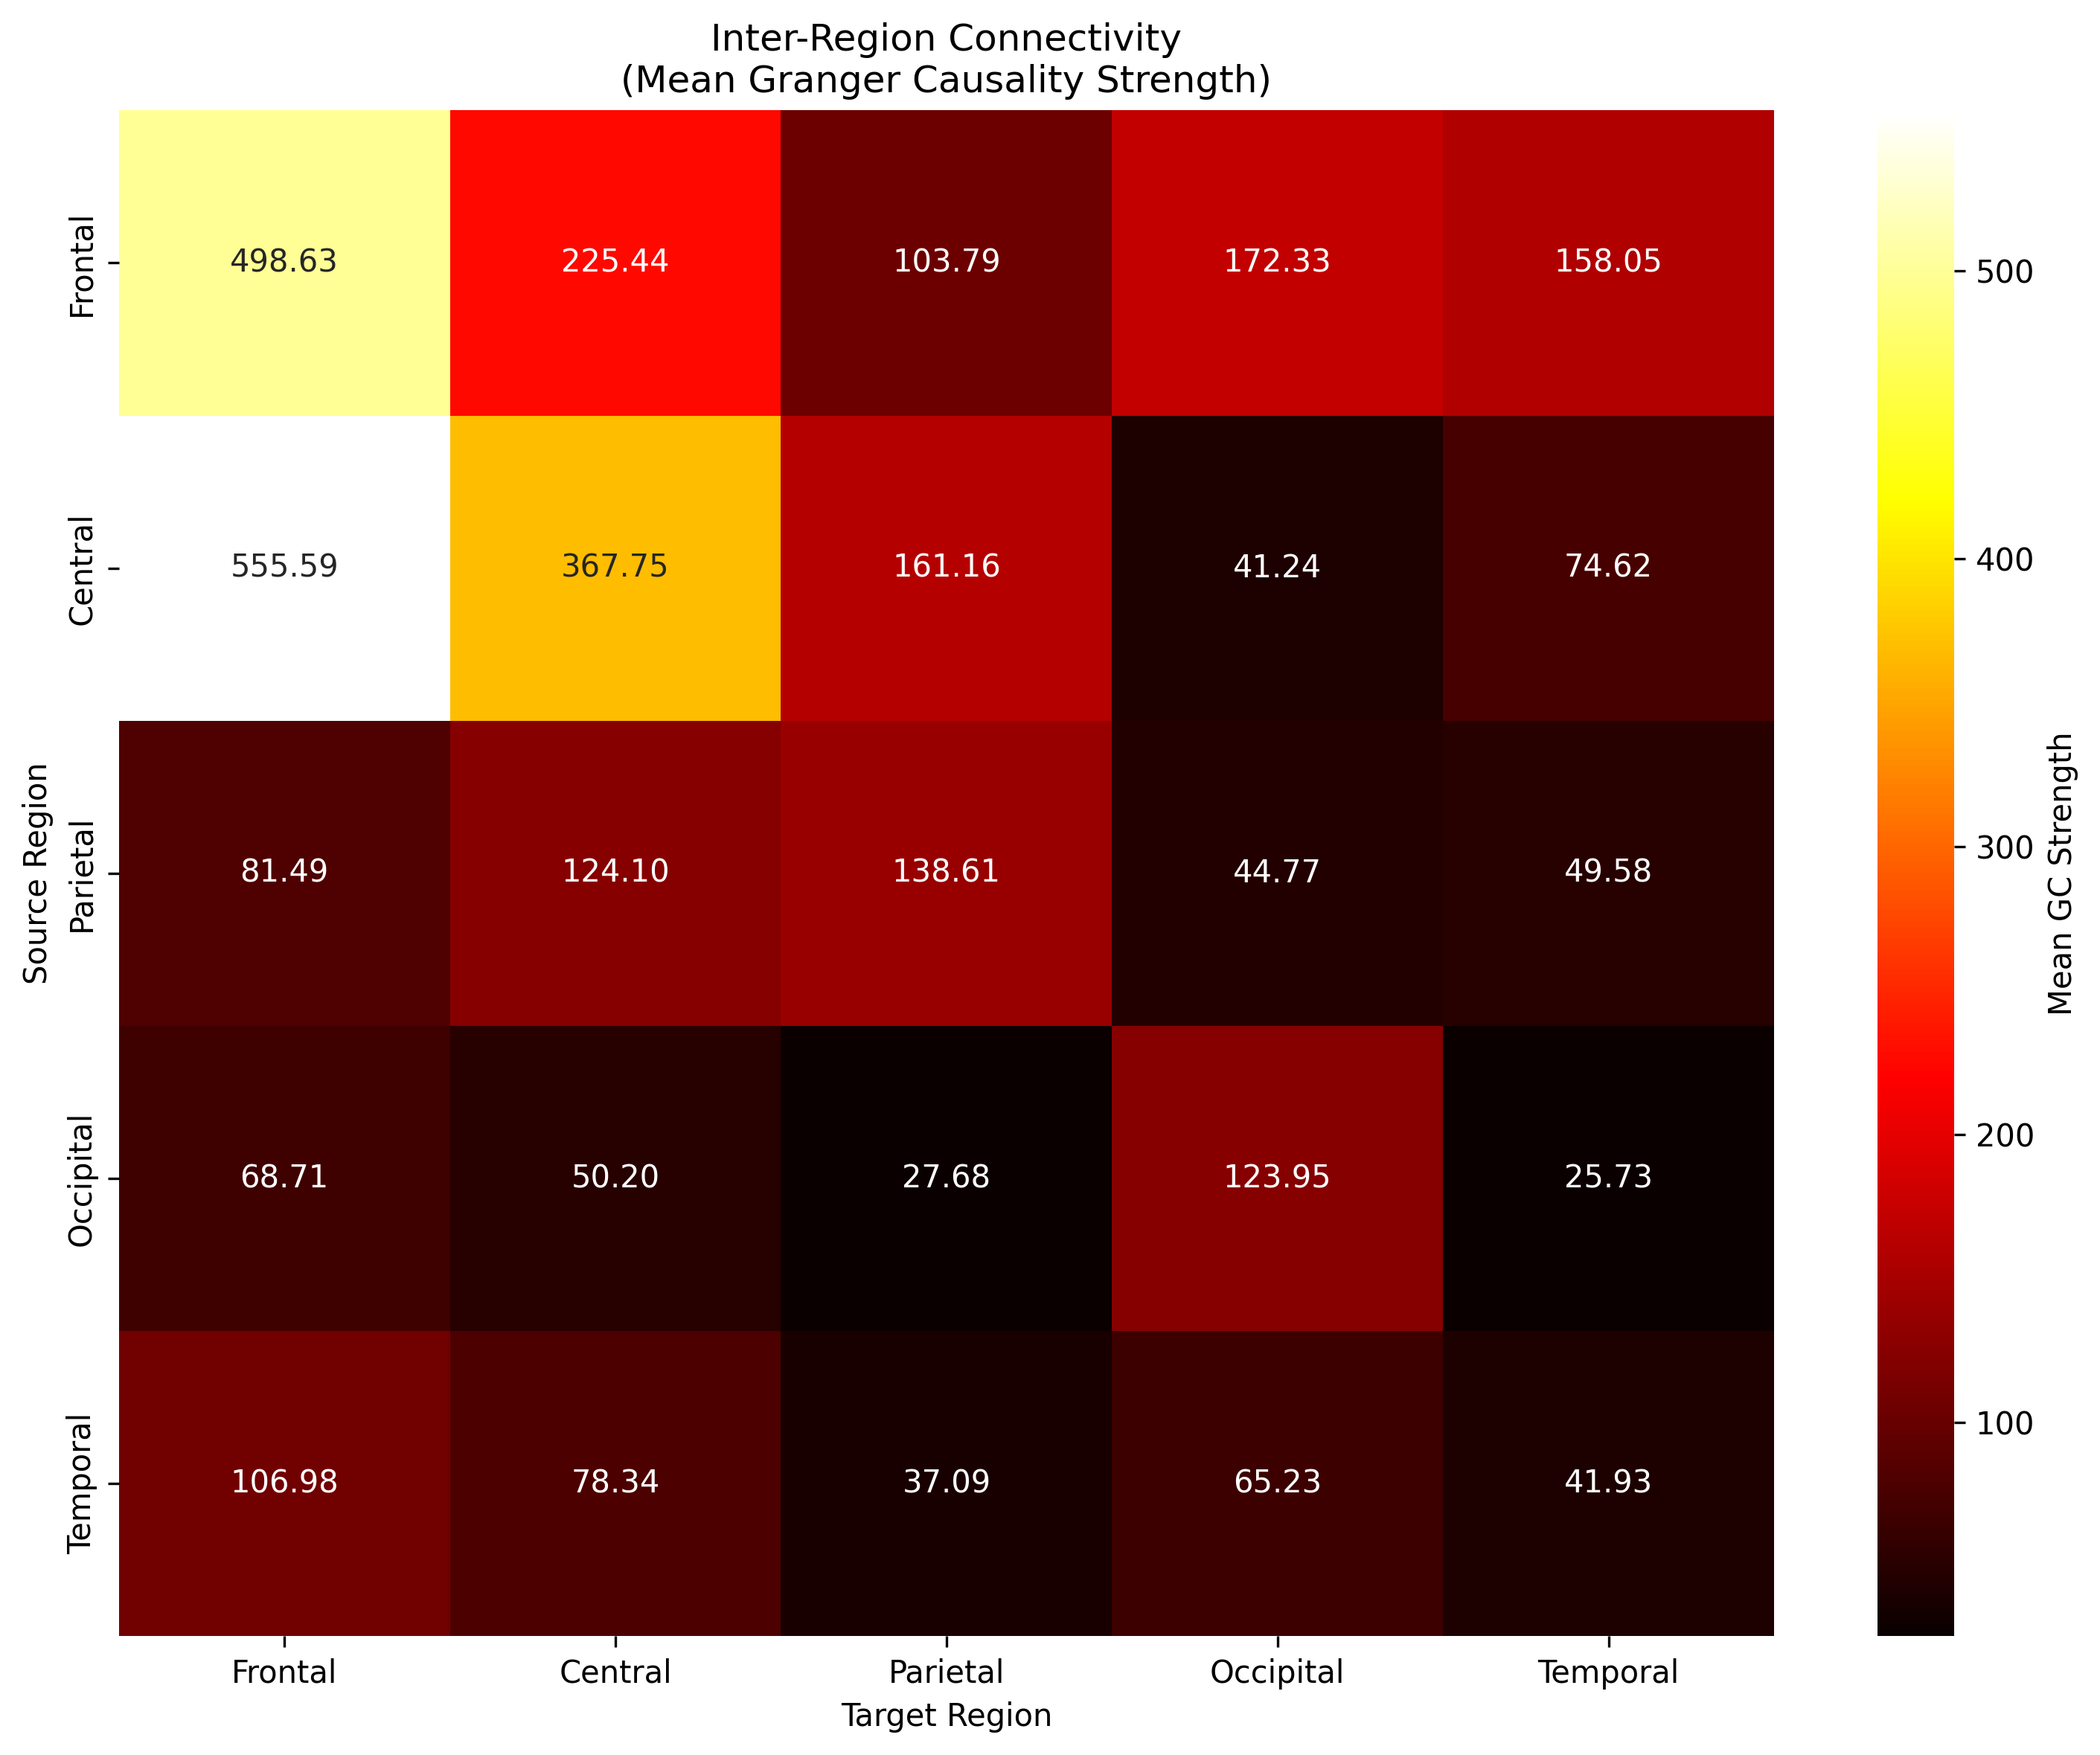 Inter-Region Connectivity
(Mean Granger Causality Strength)
Source Region
Frontal
498.63 225.44 103.79 172.33 158.05
Central
555.59 367.75 161.16 41.24 74.62
Parietal
81.49 124.10 138.61 44.77 49.58
Occipital
68.71 50.20 27.68 123.95 25.73
Temporal
106.98 78.34 37.09 65.23 41.93
Frontal Central Parietal Occipital Temporal
Target Region
500
400
300
200
100
Mean GC Strength